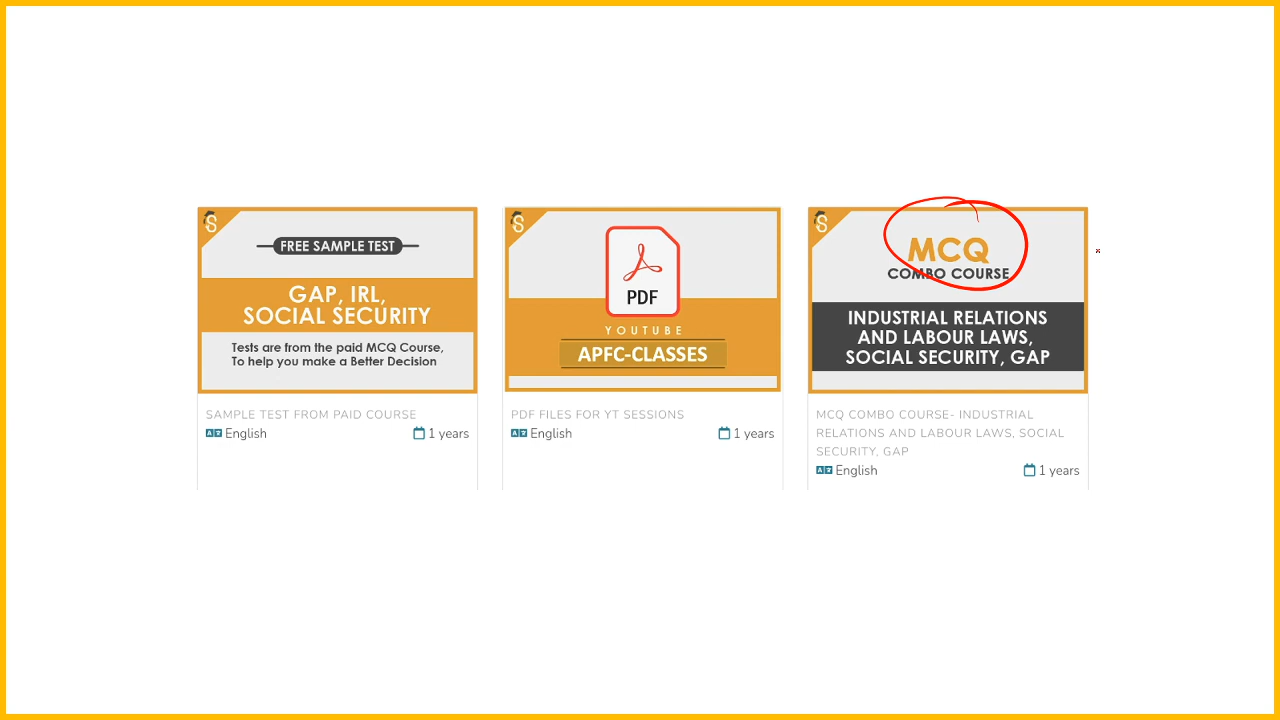 S
FREE SAMPLE TEST
GAP, IRL,
SOCIAL SECURITY
Tests are from the paid MCQ Course,
To help you make a Better Decision
SAMPLE TEST FROM PAID COURSE
English
1 years
S
PDF
YOUTUBE
APFC-CLASSES
PDF FILES FOR YT SESSIONS
English
1 years
S
MCQ
COMBO COURSE
INDUSTRIAL RELATIONS
AND LABOUR LAWS,
SOCIAL SECURITY, GAP
MCQ COMBO COURSE- INDUSTRIAL
RELATIONS AND LABOUR LAWS, SOCIAL
SECURITY, GAP
English
1 years